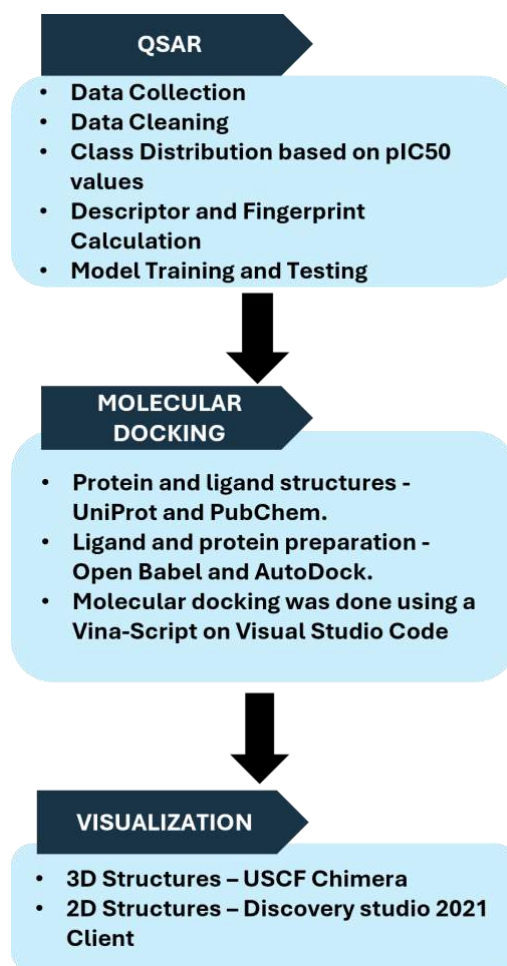 QSAR
• Data Collection
• Data Cleaning
• Class Distribution based on pIC50
values
• Descriptor and Fingerprint
Calculation
• Model Training and Testing
MOLECULAR
DOCKING
• Protein and ligand structures -
UniProt and PubChem.
• Ligand and protein preparation -
Open Babel and AutoDock.
• Molecular docking was done using a
Vina-Script on Visual Studio Code
VISUALIZATION
• 3D Structures – USCF Chimera
• 2D Structures – Discovery studio 2021
Client